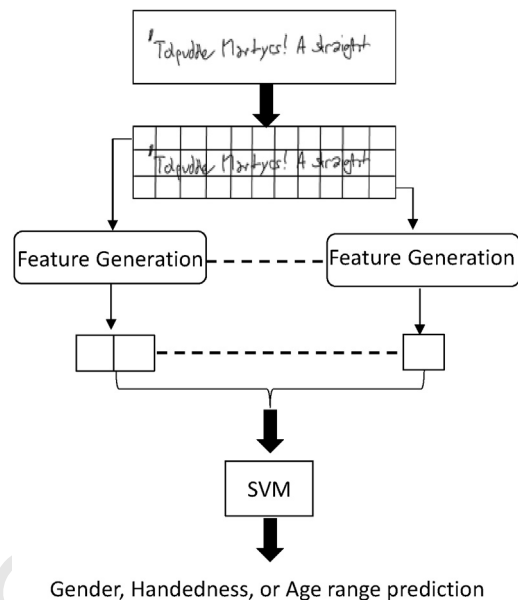 'Tolpuddle Martyrs! A straight
'Tolpuddle Martyrs! A straight
Feature Generation
Feature Generation
SVM
Gender, Handedness, or Age range prediction